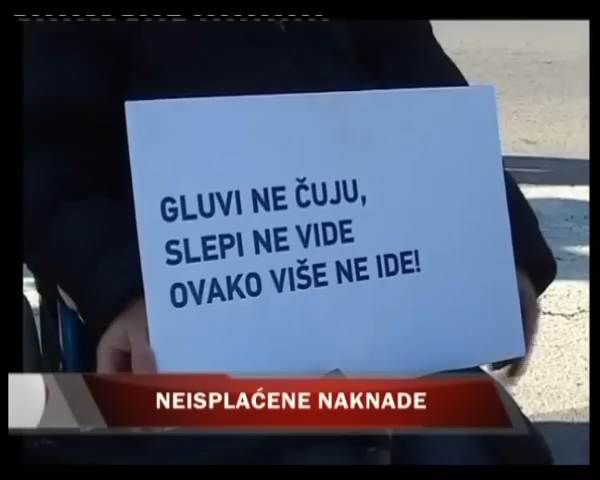 GLUVI NE ČUJU,
SLEPI NE VIDE
OVAKO VIŠE NE IDE!
NEISPLAĆENE NAKNADE